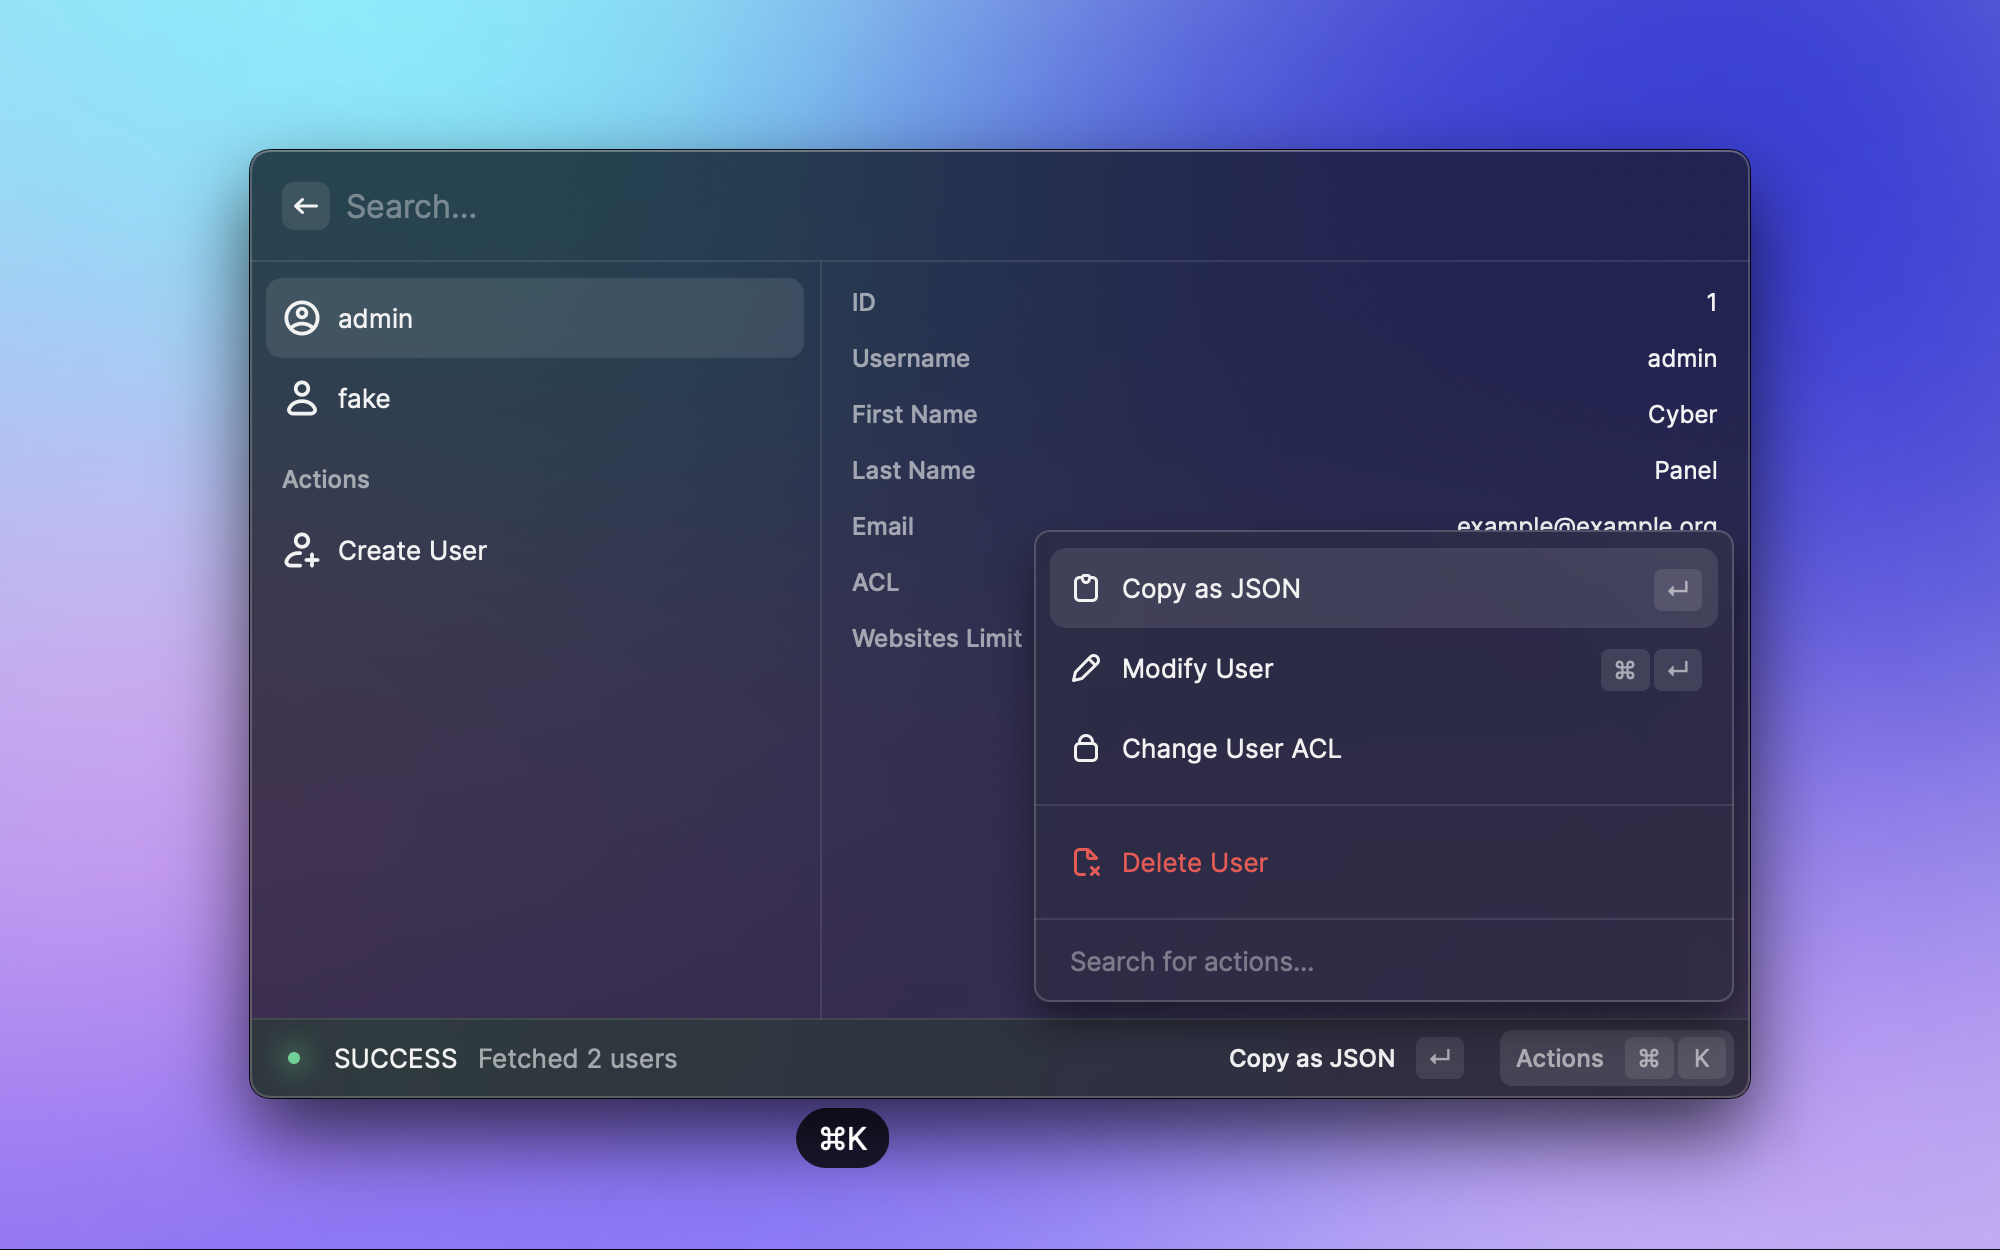 Search...
admin
fake
Actions
Create User
ID 1
Username admin
First Name Cyber
Last Name Panel
Email example@example.org
ACL
Websites Limit
Copy as JSON ↵
Modify User ⌘ ↵
Change User ACL
Delete User
Search for actions...
SUCCESS Fetched 2 users Copy as JSON ↵ Actions ⌘ K
⌘K